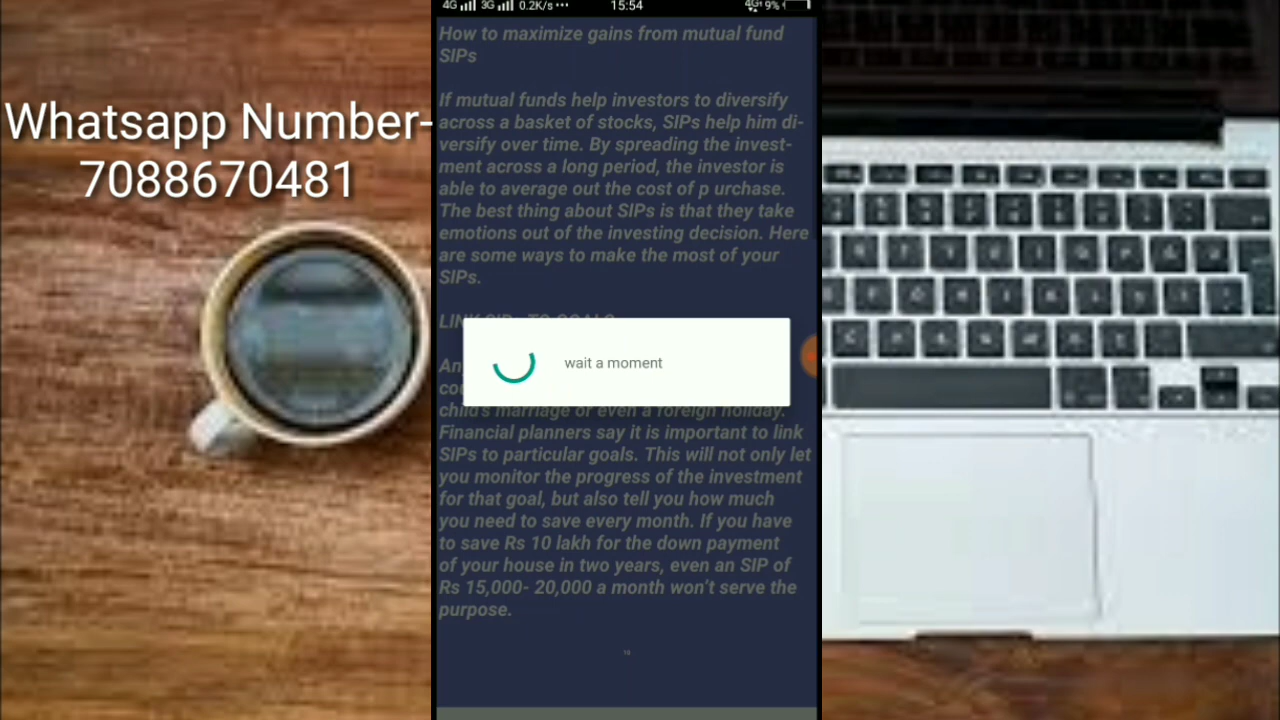 Whatsapp Number-
7088670481
4G 3G 0.2K/s ••• 15:54 4G 9%
How to maximize gains from mutual fund
SIPs
If mutual funds help investors to diversify
across a basket of stocks, SIPs help him di-
versify over time. By spreading the invest-
ment across a long period, the investor is
able to average out the cost of p urchase.
The best thing about SIPs is that they take
emotions out of the investing decision. Here
are some ways to make the most of your
SIPs.
wait a moment
child's marriage or even a foreign holiday.
Financial planners say it is important to link
SIPs to particular goals. This will not only let
you monitor the progress of the investment
for that goal, but also tell you how much
you need to save every month. If you have
to save Rs 10 lakh for the down payment
of your house in two years, even an SIP of
Rs 15,000- 20,000 a month won't serve the
purpose.